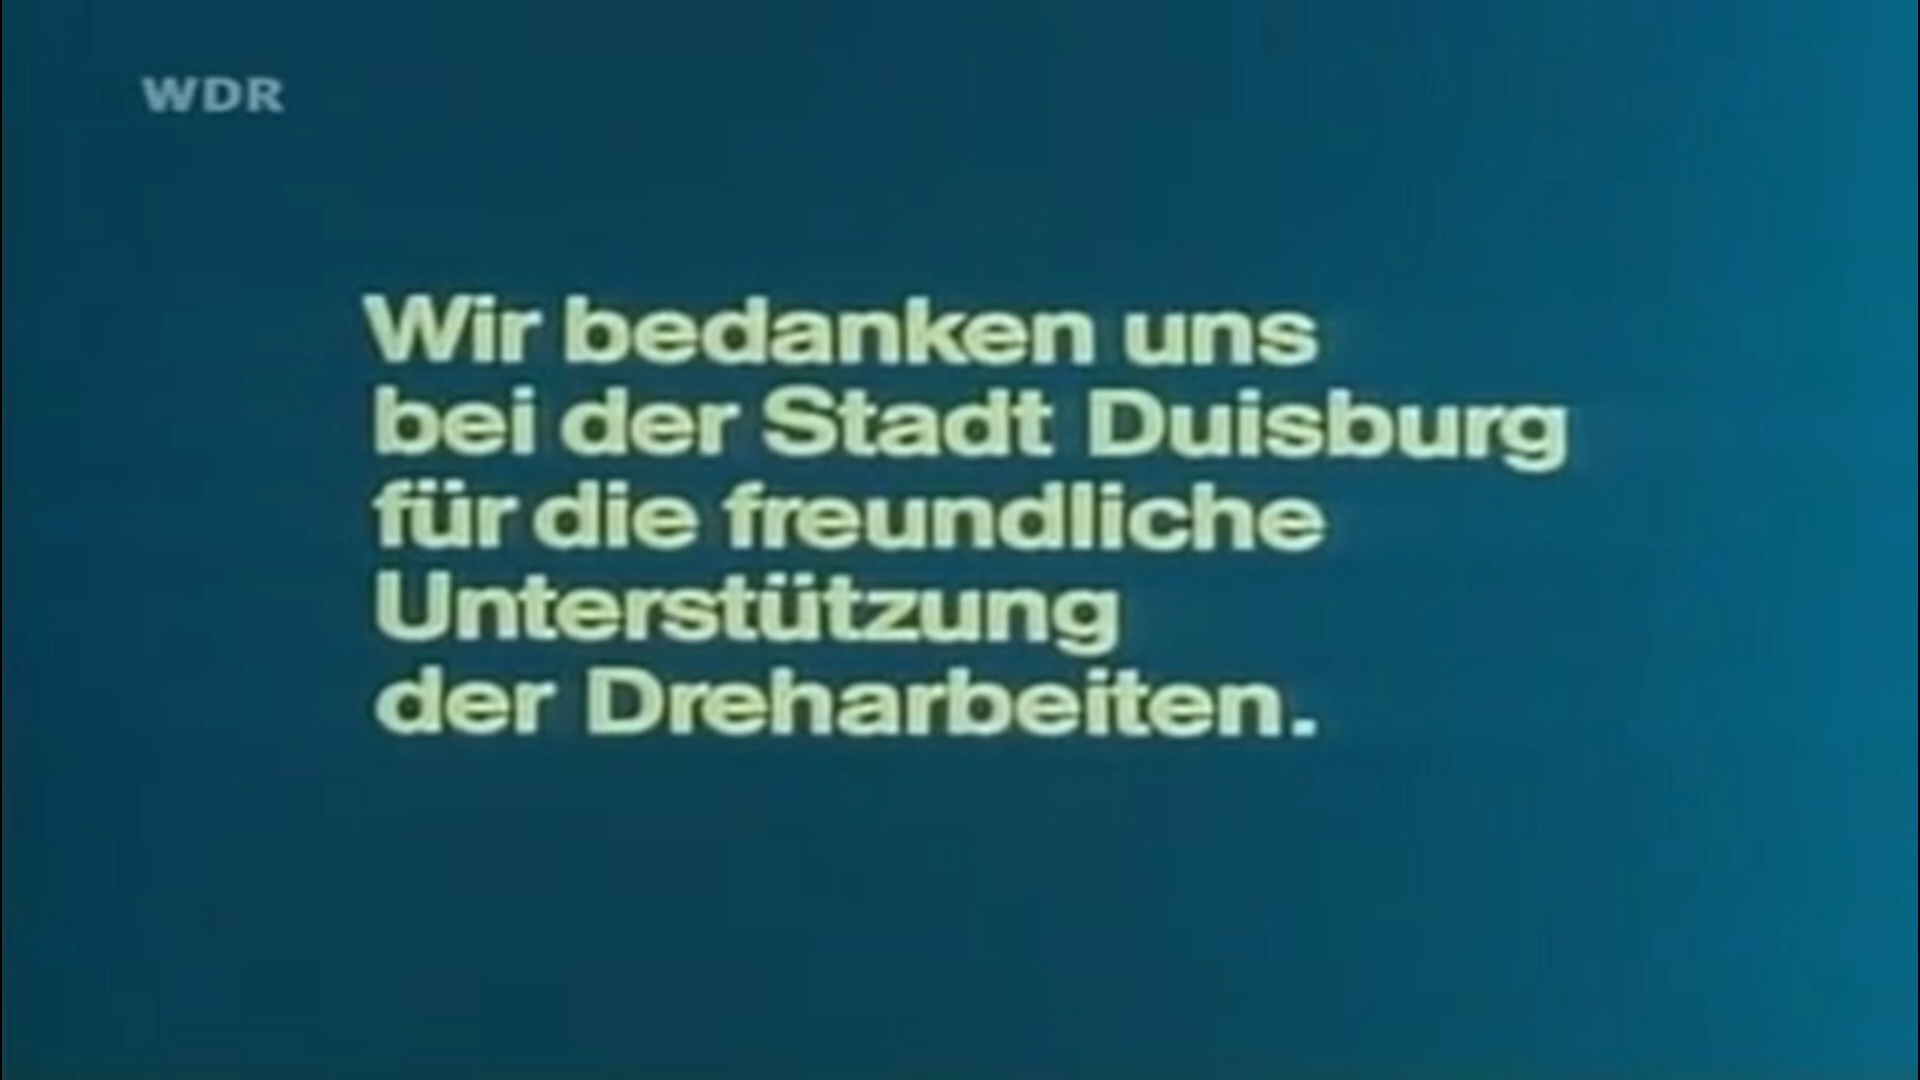 WDR
Wir bedanken uns
bei der Stadt Duisburg
für die freundliche
Unterstützung
der Dreharbeiten.